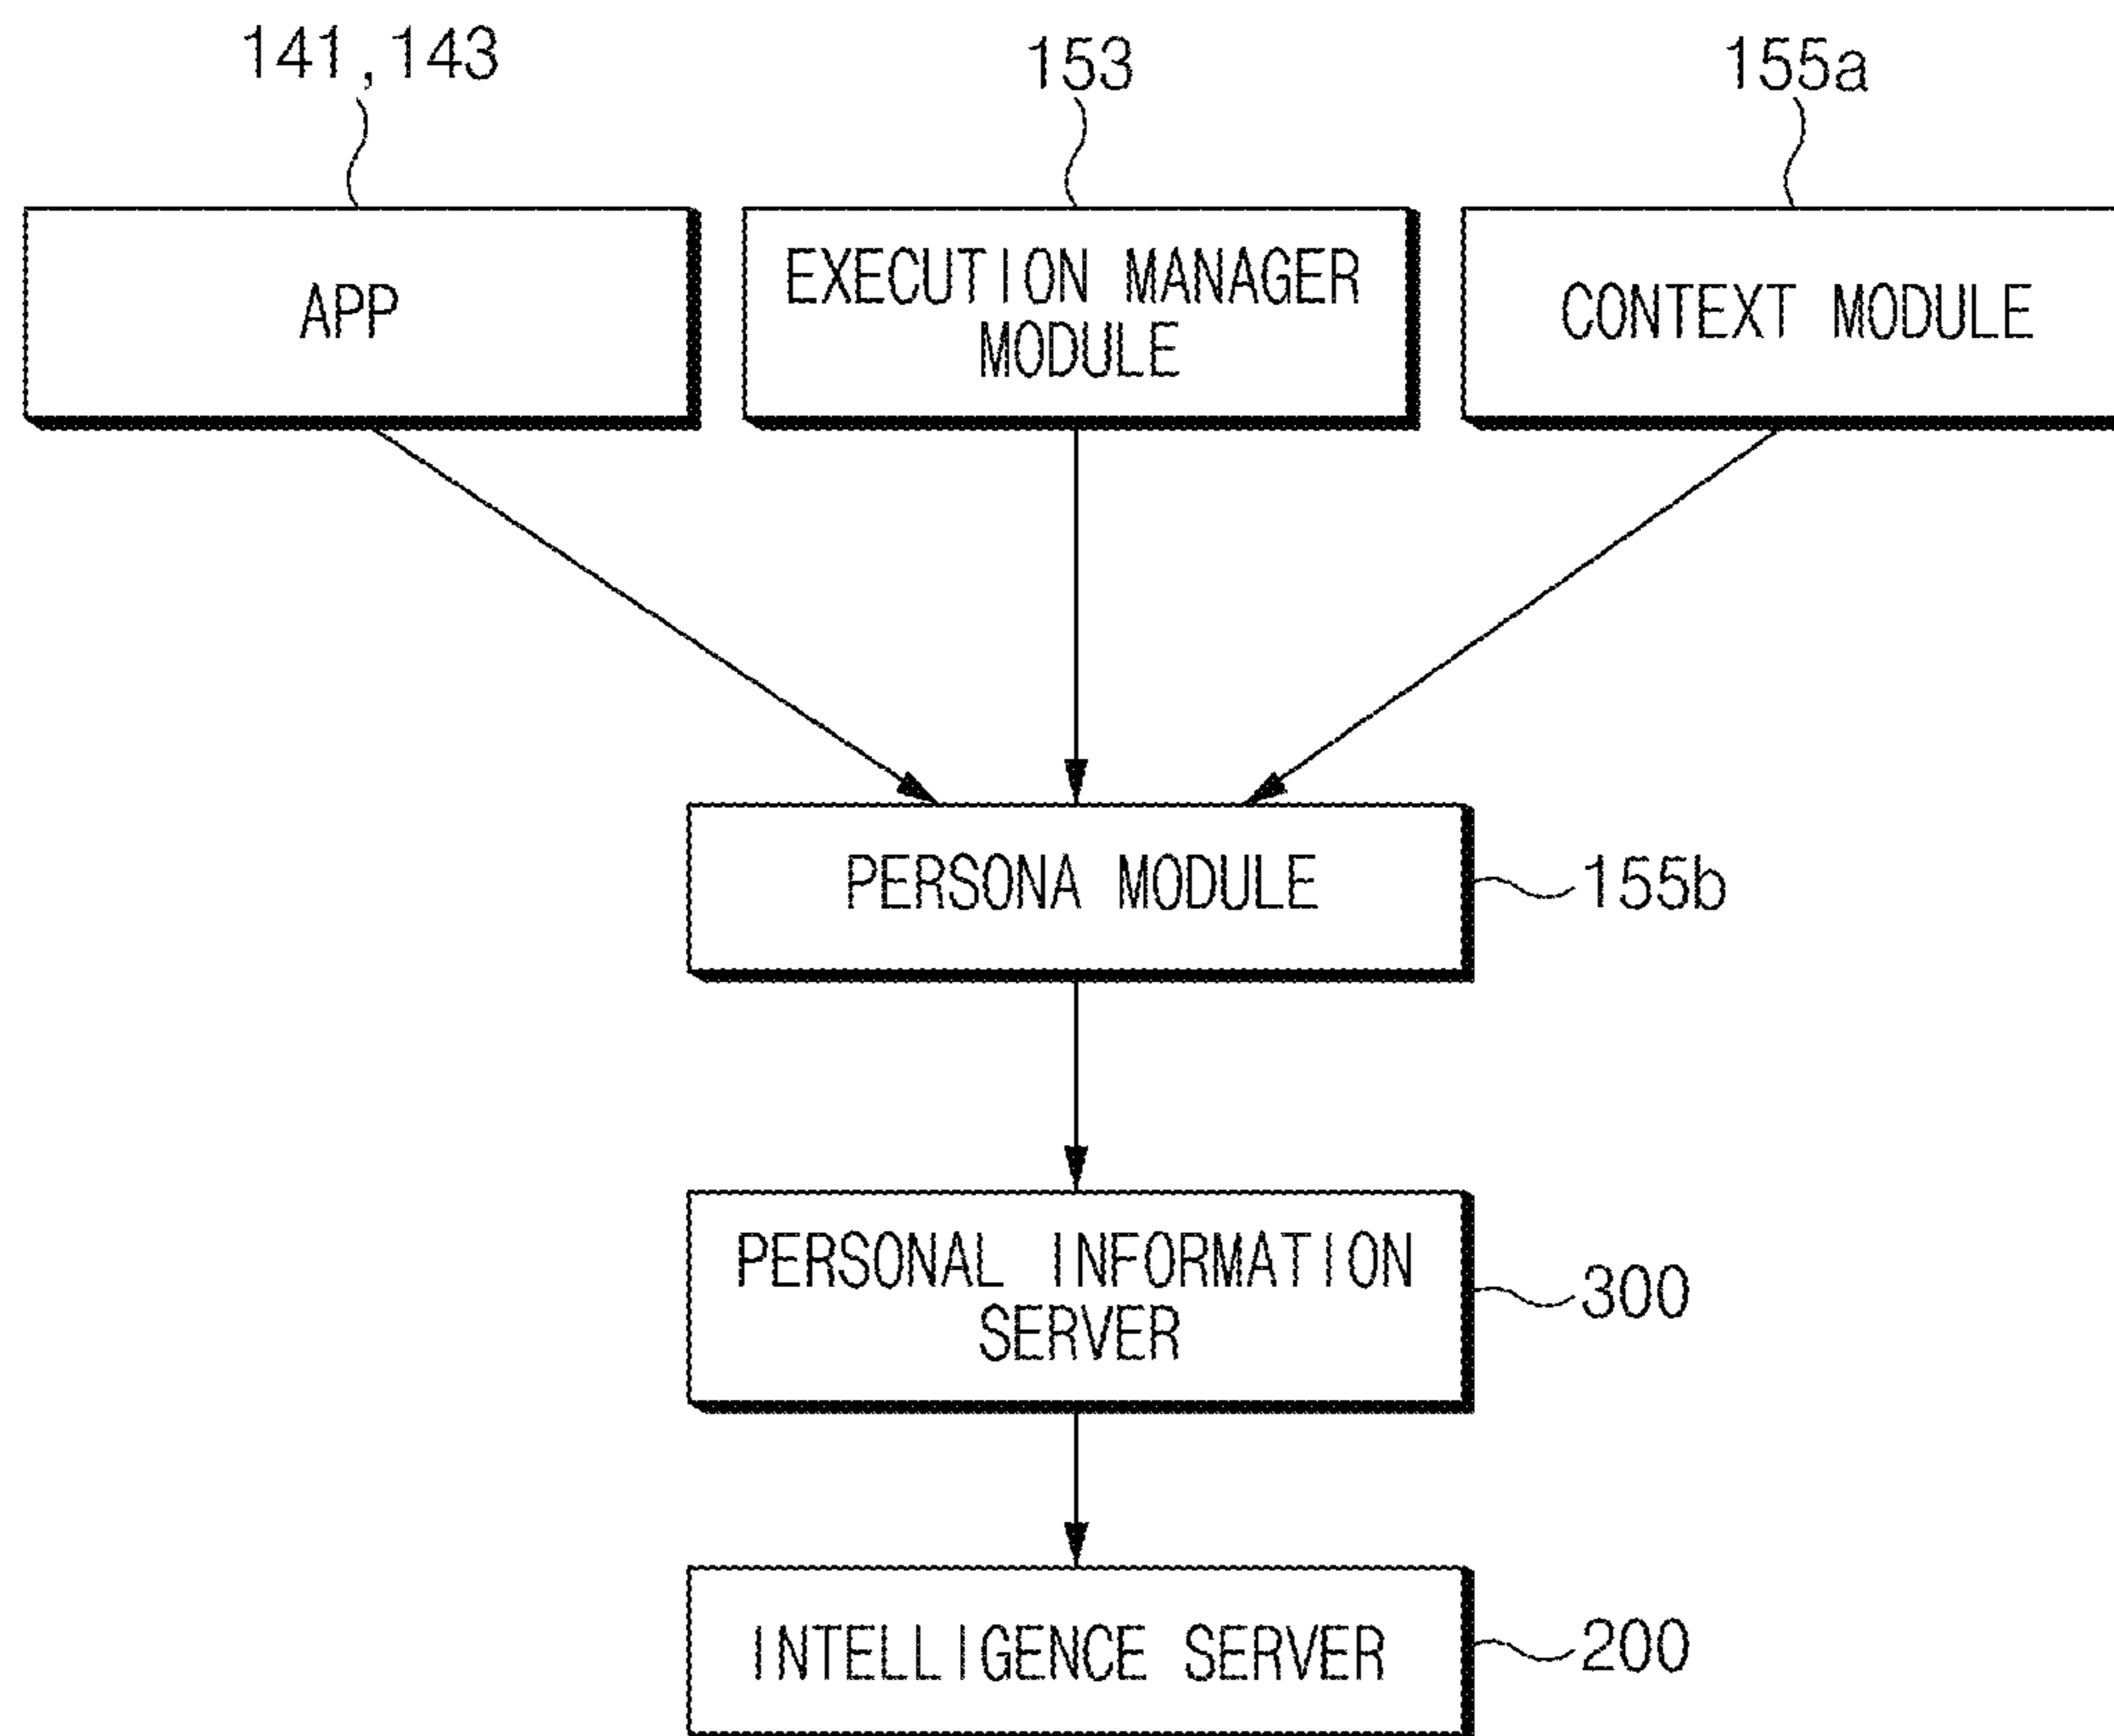 141,143
153
155a
APP
EXECUTION MANAGER
MODULE
CONTEXT MODULE
PERSONA MODULE
155b
PERSONAL INFORMATION
SERVER
300
INTELLIGENCE SERVER
200